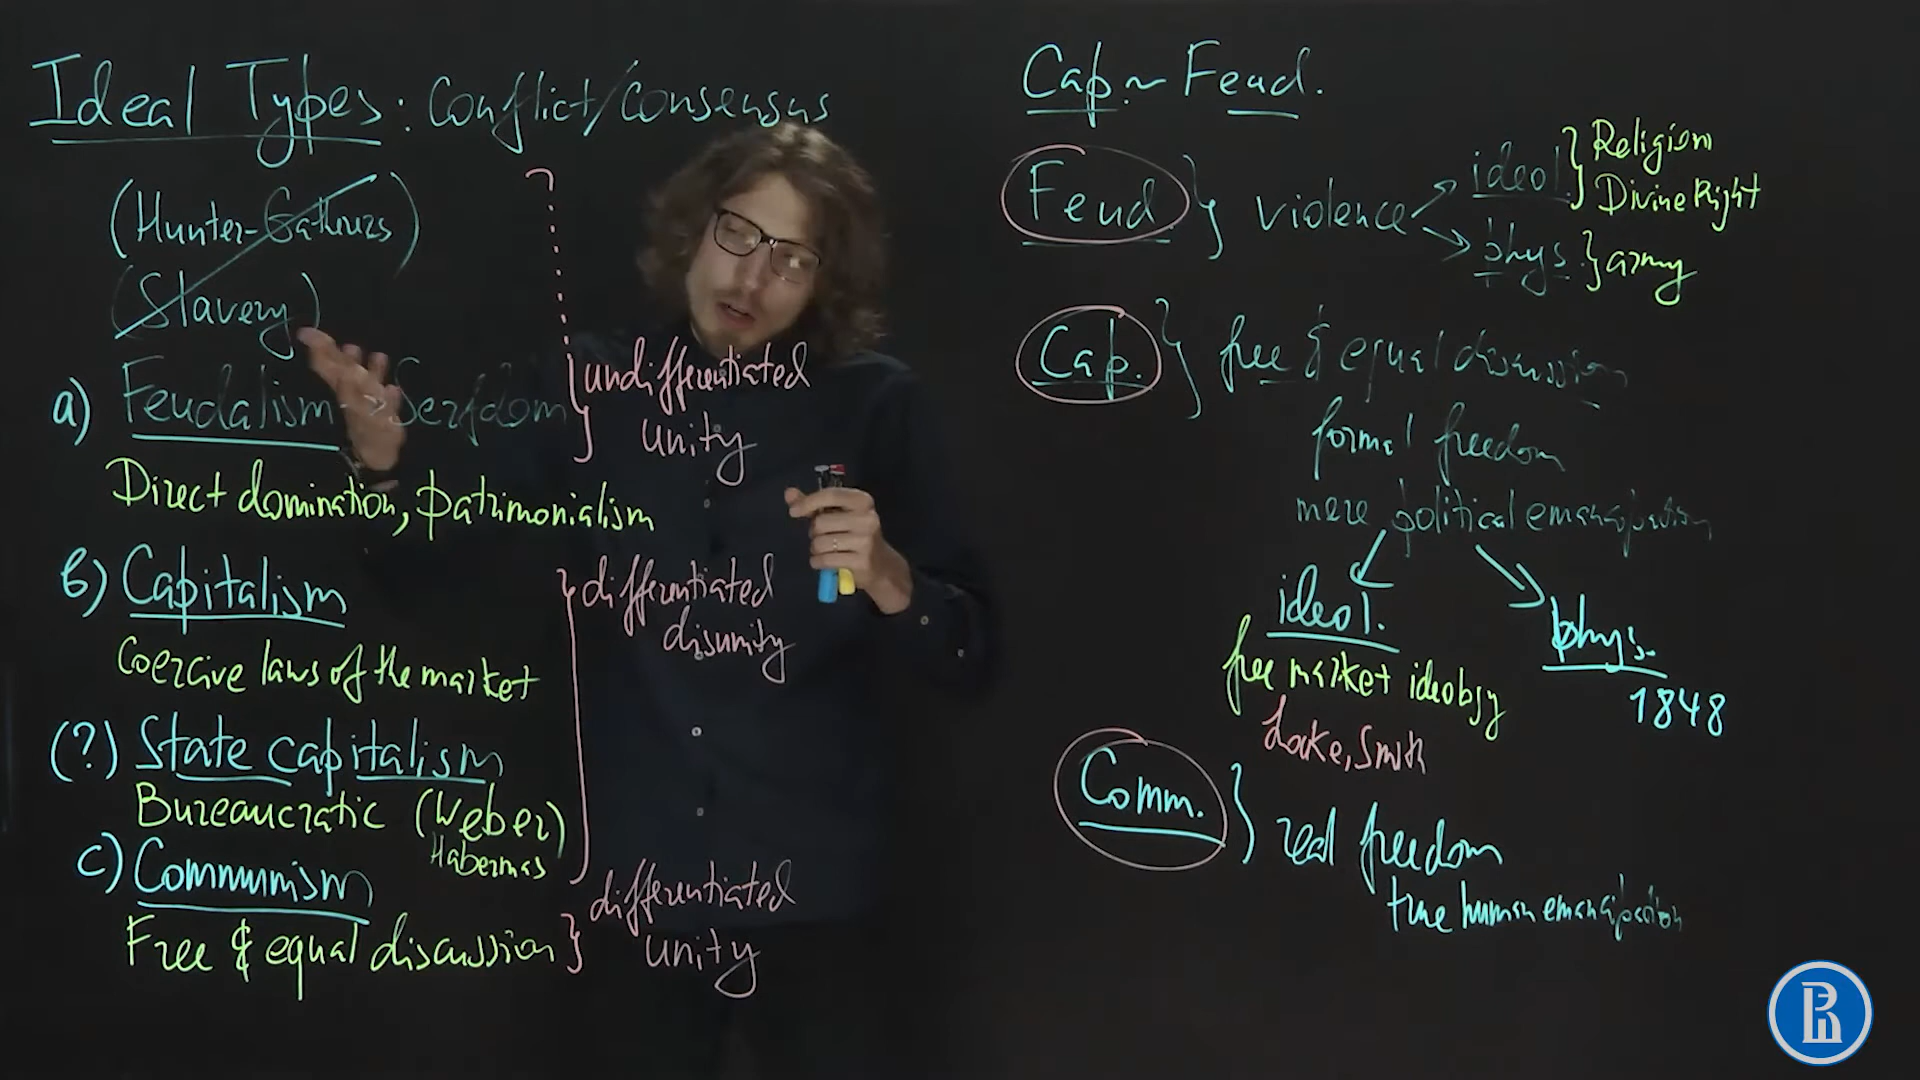 Ideal Types: Conflict/consensus
(Hunter-Gatherers)
(Slavery)
a) Feudalism → Serfdom
undifferentiated
unity
Direct domination, patrimonialism
b) Capitalism
differentiated
disunity
Coercive laws of the market
(?) State capitalism
Bureaucratic (Weber)
Habermas
c) Communism
differentiated
unity
Free & equal discussion
Cap. ~ Feud.
Feud } violence
ideol. } Religion
Divine Right
phys. } army
Cap. } free & equal discussion
formal freedom
mere political emancipation
ideol.
free market ideology
Locke, Smith
phys.
1848
Comm. } real freedom
true human emancipation